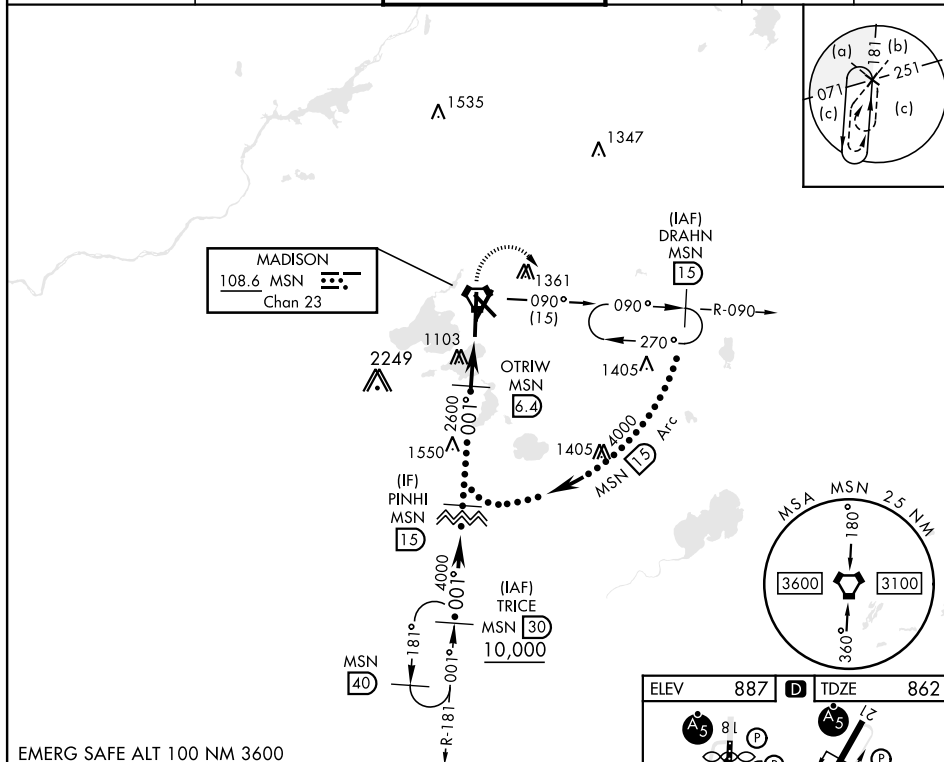 1535
1347
(a)
181
(b)
071
251
(c)
(c)
(IAF)
DRAHN
MSN
15
MADISON
108.6 MSN
Chan 23
1361
090°
(15)
090°
R-090
270°
1405
1103
2249
OTRIW
MSN
6.4
2600
001°
1550
1405
4000
MSN 15 Arc
(IF)
PINHI
MSN
15
4000
001°
(IAF)
TRICE
MSN 30
10,000
181°
001°
MSN
40
R-181
MSA MSN 25 NM
180°
3600
3100
360°
ELEV 887 D TDZE 862
A5
18
P
A5
21
P
EMERG SAFE ALT 100 NM 3600